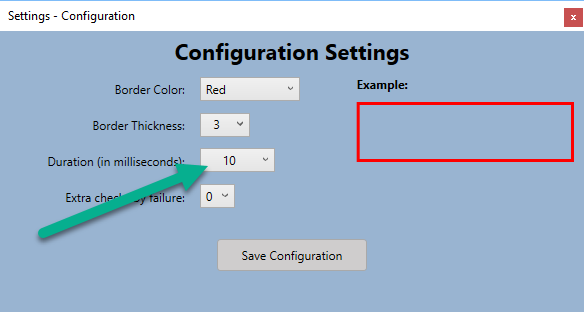 Settings - Configuration
x
Configuration Settings
Border Color: Red
Example:
Border Thickness: 3
Duration (in milliseconds): 10
Extra check by failure: 0
Save Configuration